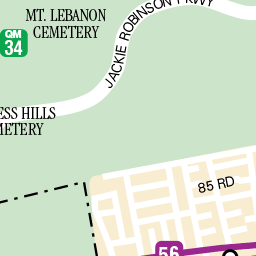 MT. LEBANON
CEMETERY
QM
34
JACKIE ROBINSON PKWY
ESS HILLS
METERY
85 RD
56